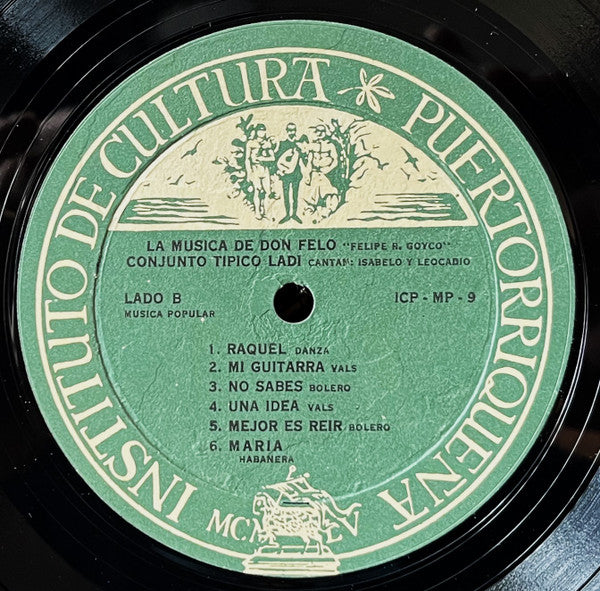 INSTITUTO DE CULTURA PUERTORRIQUEÑA
LA MUSICA DE DON FELO "FELIPE R. GOYCO"
CONJUNTO TIPICO LADI CANTAN: ISABELO Y LEOCADIO
LADO B ICP - MP - 9
MUSICA POPULAR
1. RAQUEL DANZA
2. MI GUITARRA VALS
3. NO SABES BOLERO
4. UNA IDEA VALS
5. MEJOR ES REIR BOLERO
6. MARIA
HABANERA